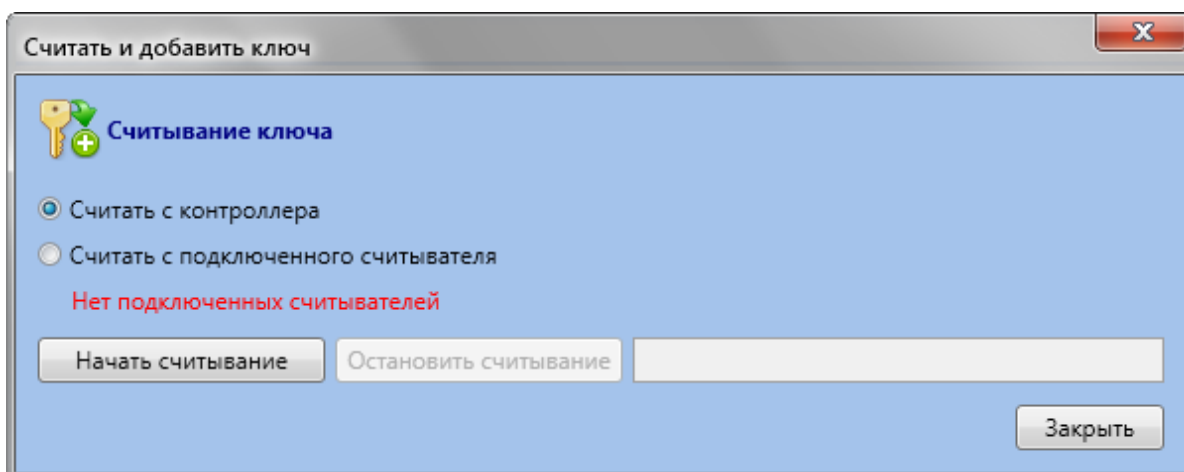 Считать и добавить ключ
Считывание ключа
Считать с контроллера
Считать с подключенного считывателя
Нет подключенных считывателей
Начать считывание Остановить считывание
Закрыть